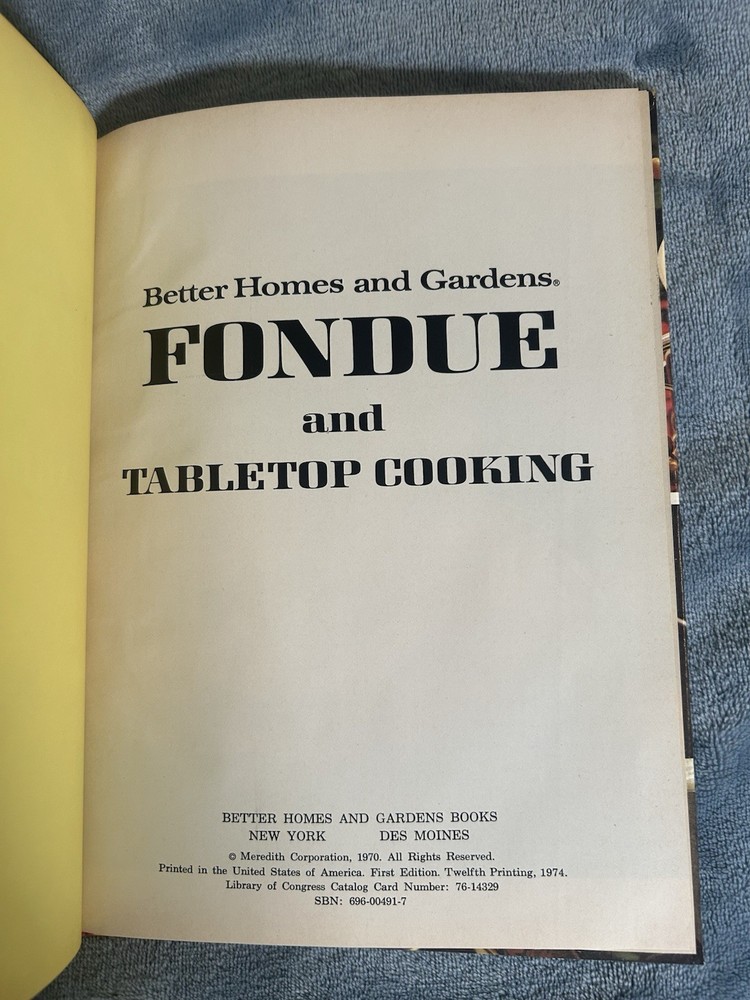 Better Homes and Gardens®
FONDUE
and
TABLETOP COOKING
BETTER HOMES AND GARDENS BOOKS
NEW YORK DES MOINES
© Meredith Corporation, 1970. All Rights Reserved.
Printed in the United States of America. First Edition. Twelfth Printing, 1974.
Library of Congress Catalog Card Number: 76-14329
SBN: 696-00491-7